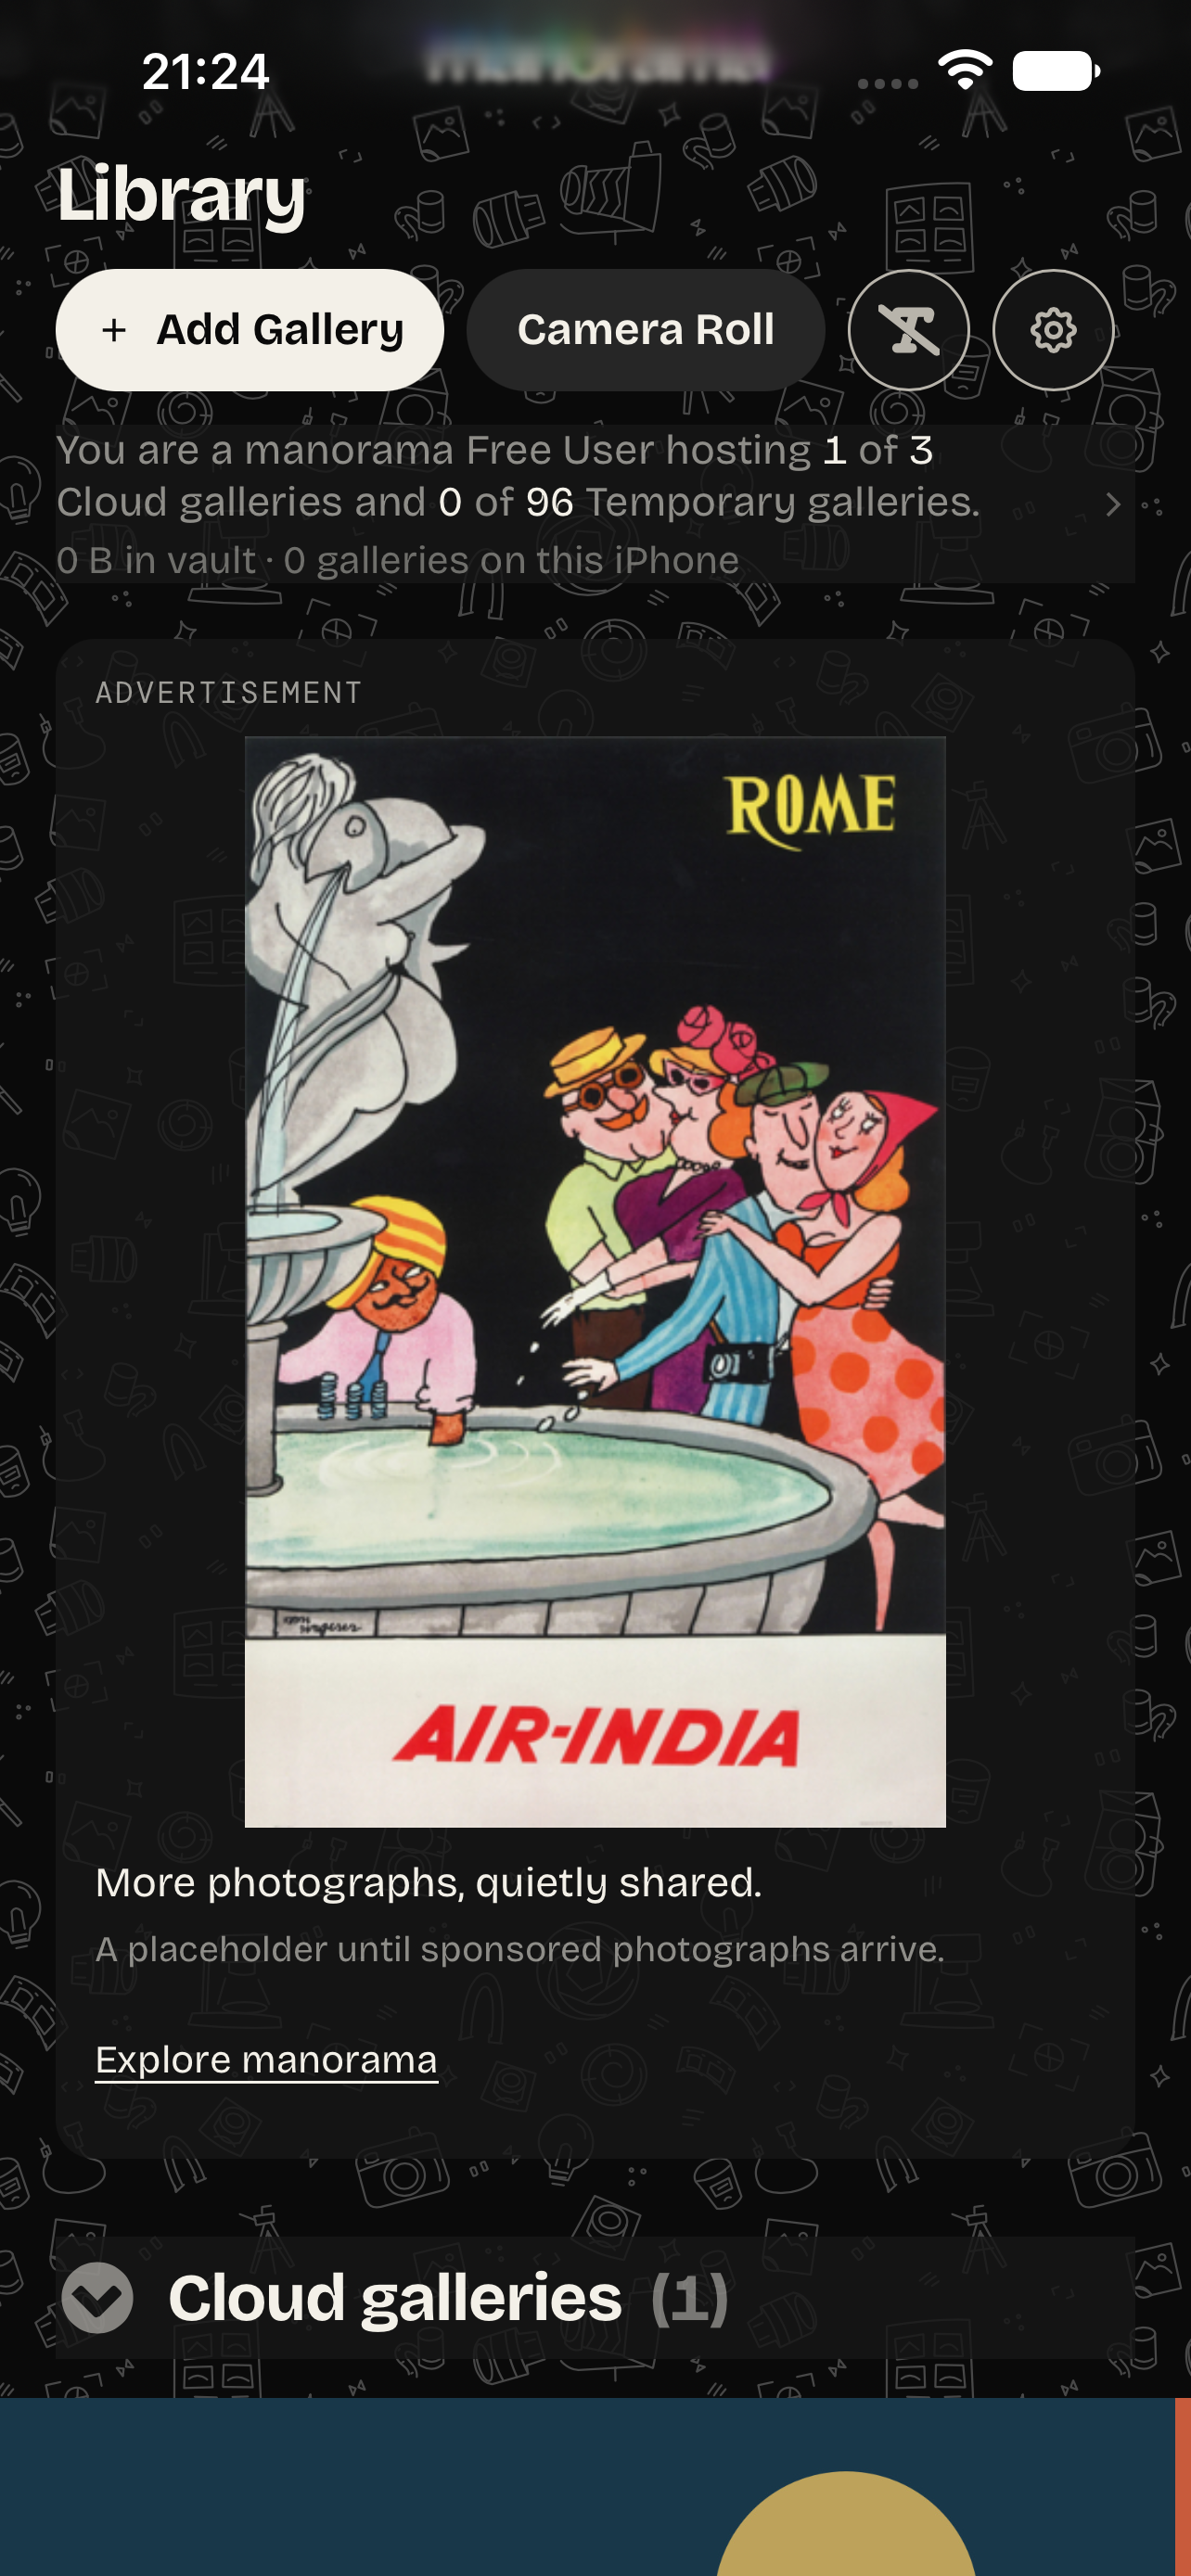 21:24
manorama
Library
+ Add Gallery
Camera Roll
You are a manorama Free User hosting 1 of 3
Cloud galleries and 0 of 96 Temporary galleries.
0 B in vault · 0 galleries on this iPhone
ADVERTISEMENT
ROME
AIR-INDIA
More photographs, quietly shared.
A placeholder until sponsored photographs arrive.
Explore manorama
Cloud galleries (1)